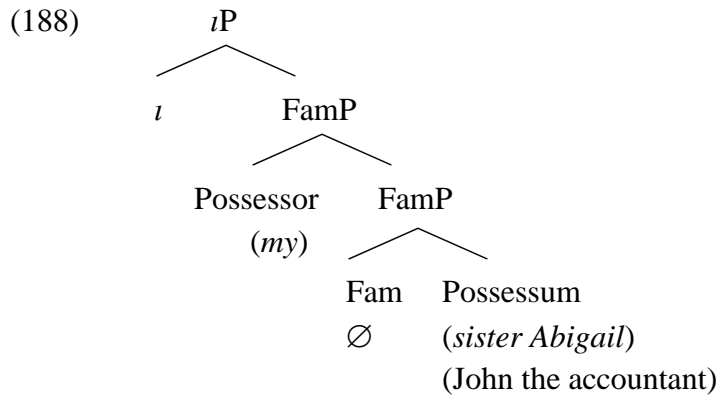 (188) ιP
ι FamP
Possessor FamP
(my)
Fam Possessum
∅ (sister Abigail)
(John the accountant)